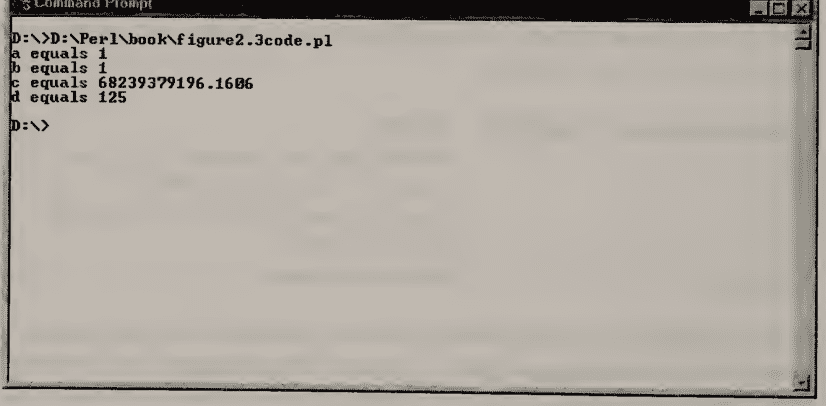 Command Prompt
D:\>D:\Perl\book\figure2.3code.pl
a equals 1
b equals 1
c equals 68239379196.1606
d equals 125
D:\>